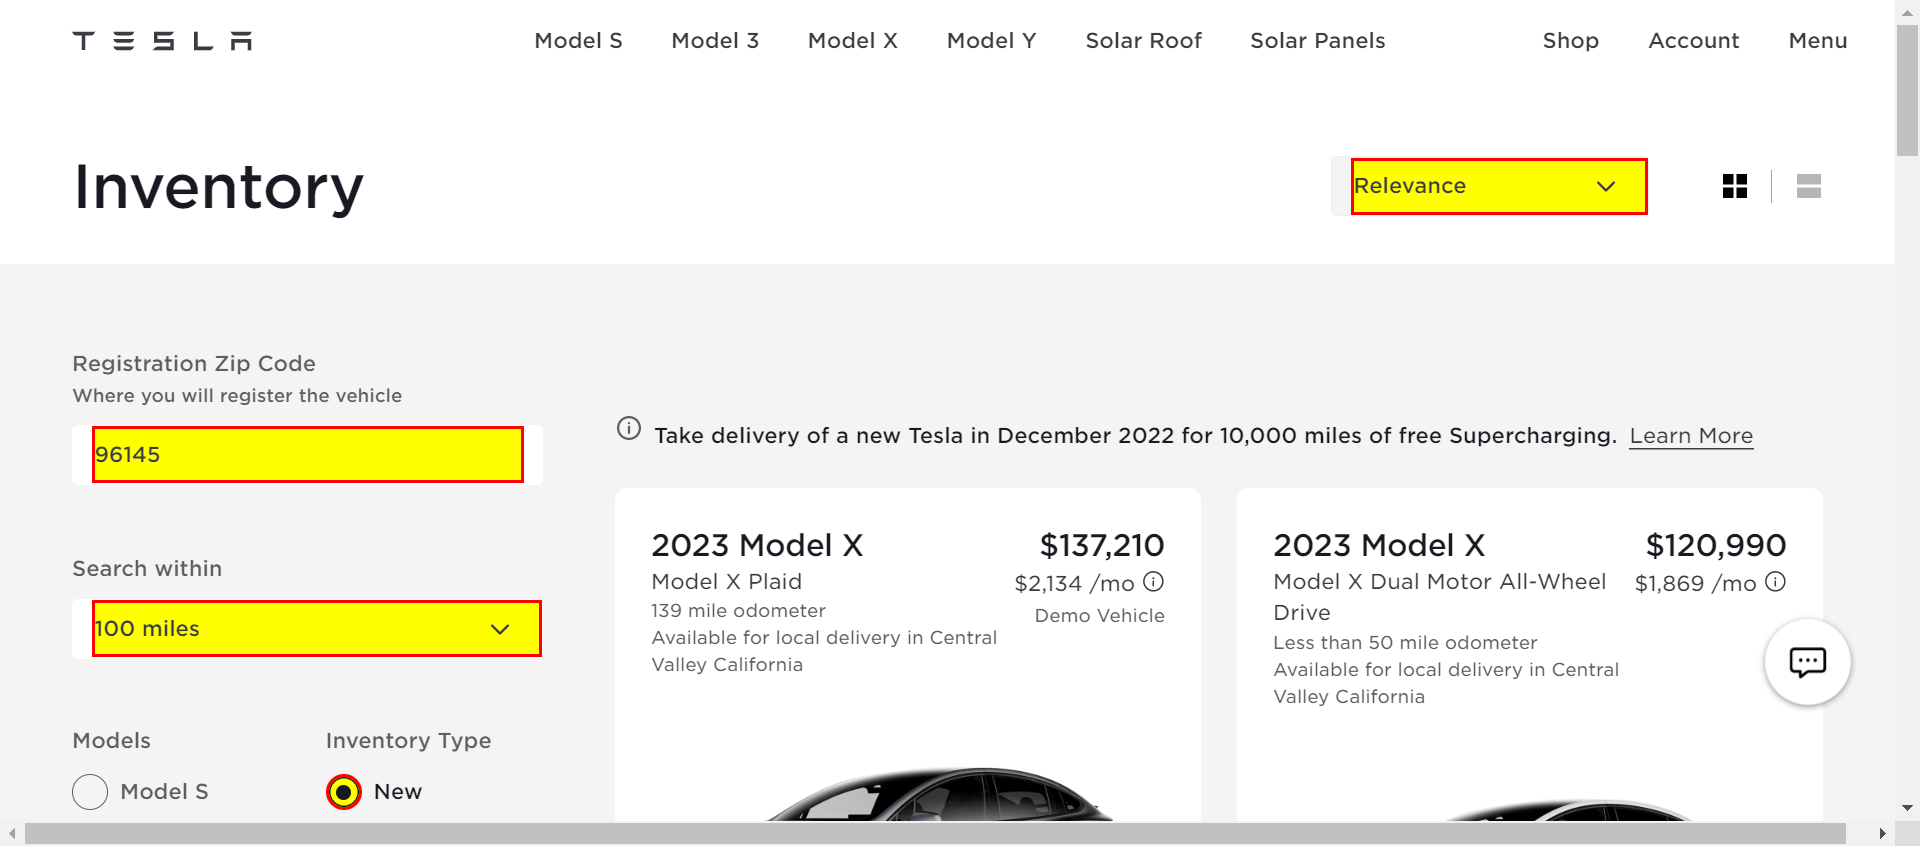 TESLA
Model S Model 3 Model X Model Y Solar Roof Solar Panels Shop Account Menu
Inventory
Relevance
Registration Zip Code
Where you will register the vehicle
96145
Search within
100 miles
Models
Inventory Type
Model S
New
Take delivery of a new Tesla in December 2022 for 10,000 miles of free Supercharging. Learn More
2023 Model X
$137,210
Model X Plaid
$2,134 /mo
139 mile odometer
Demo Vehicle
Available for local delivery in Central
Valley California
2023 Model X
$120,990
Model X Dual Motor All-Wheel
Drive
$1,869 /mo
Less than 50 mile odometer
Available for local delivery in Central
Valley California